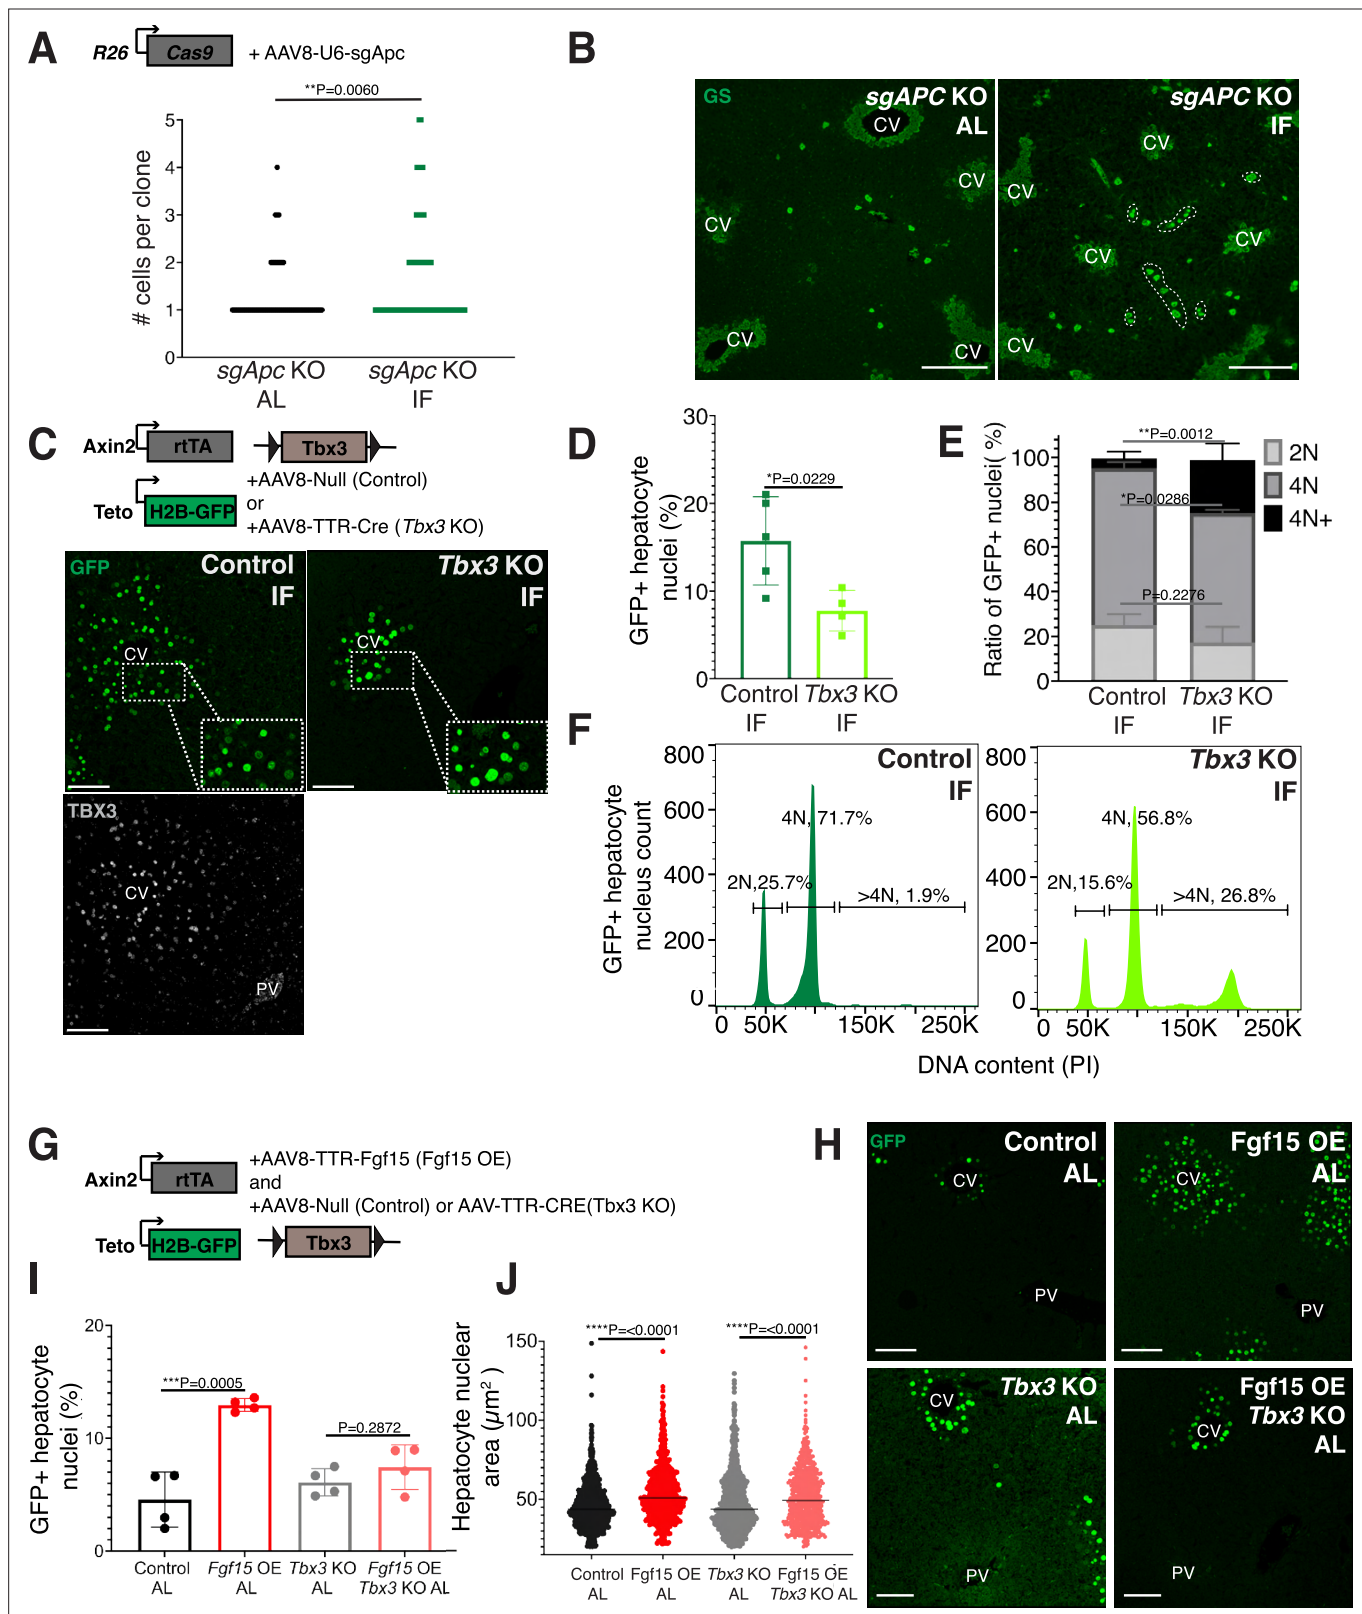 A
R26 Cas9 + AAV8-U6-sgApc
**P=0.0060
# cells per clone
5
4
3
2
1
0
sgApc KO
AL
sgApc KO
IF
B
GS
sgAPC KO
AL
CV
CV
CV
CV
CV
sgAPC KO
IF
CV
CV
CV
CV
CV
C
Axin2 rtTA Tbx3
Teto H2B-GFP
+AAV8-Null (Control)
or
+AAV8-TTR-Cre (Tbx3 KO)
GFP
Control
IF
CV
Tbx3 KO
IF
CV
TBX3
CV
PV
D
GFP+ hepatocyte
nuclei (%)
30
20
10
0
*P=0.0229
Control
IF
Tbx3 KO
IF
E
Ratio of GFP+ nuclei( %)
100
80
60
40
20
0
**P=0.0012
*P=0.0286
P=0.2276
2N
4N
4N+
Control
IF
Tbx3 KO
IF
F
GFP+ hepatocyte
nucleus count
800
600
400
200
0
Control
IF
4N, 71.7%
2N,25.7%
>4N, 1.9%
0 50K 150K 250K
800
600
400
200
0
Tbx3 KO
IF
4N, 56.8%
2N,15.6%
>4N, 26.8%
0 50K 150K 250K
DNA content (PI)
G
Axin2 rtTA
+AAV8-TTR-Fgf15 (Fgf15 OE)
and
+AAV8-Null (Control) or AAV-TTR-CRE(Tbx3 KO)
Teto H2B-GFP Tbx3
H
GFP
Control
AL
CV
PV
Fgf15 OE
AL
CV
PV
Tbx3 KO
AL
CV
PV
Fgf15 OE
Tbx3 KO
AL
CV
PV
I
GFP+ hepatocyte
nuclei (%)
20
10
0
***P=0.0005
P=0.2872
Control
AL
Fgf15 OE
AL
Tbx3 KO
AL
Fgf15 OE
Tbx3 KO AL
J
Hepatocyte nuclear
area (μm²)
150
100
50
****P=<0.0001
****P=<0.0001
Control
AL
Fgf15 OE
AL
Tbx3 KO
AL
Fgf15 OE
Tbx3 KO AL